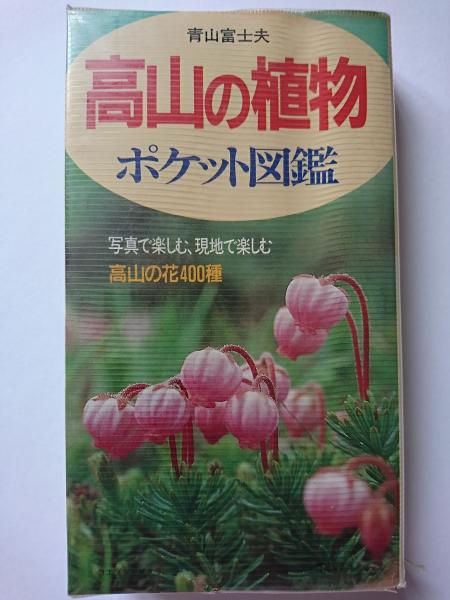 青山富士夫
高山の植物
ポケット図鑑
写真で楽しむ、現地で楽しむ
高山の花400種